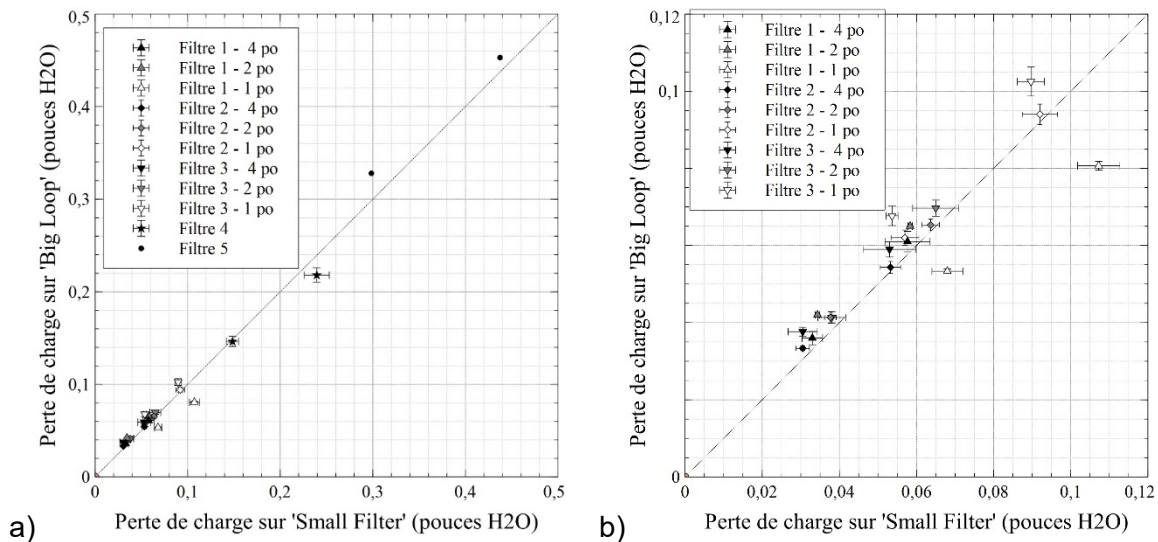 0,5
0,4
0,3
0,2
0,1
0
Perte de charge sur 'Big Loop' (pouces H2O)
Filtre 1 - 4 po
Filtre 1 - 2 po
Filtre 1 - 1 po
Filtre 2 - 4 po
Filtre 2 - 2 po
Filtre 2 - 1 po
Filtre 3 - 4 po
Filtre 3 - 2 po
Filtre 3 - 1 po
Filtre 4
Filtre 5
0 0,1 0,2 0,3 0,4 0,5
Perte de charge sur 'Small Filter' (pouces H2O)
a)
0,12
0,1
0
Perte de charge sur 'Big Loop' (pouces H2O)
Filtre 1 - 4 po
Filtre 1 - 2 po
Filtre 1 - 1 po
Filtre 2 - 4 po
Filtre 2 - 2 po
Filtre 2 - 1 po
Filtre 3 - 4 po
Filtre 3 - 2 po
Filtre 3 - 1 po
0 0,02 0,04 0,06 0,08 0,1 0,12
Perte de charge sur 'Small Filter' (pouces H2O)
b)